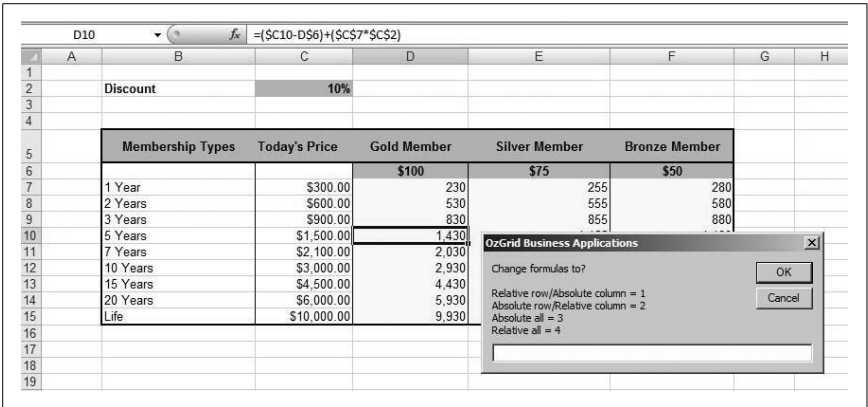 D10 fx =($C10-D$6)+($C$7*$C$2)
A B C D E F G H
1
2 Discount 10%
3
4
5 Membership Types Today's Price Gold Member Silver Member Bronze Member
6 $100 $75 $50
7 1 Year $300.00 230 255 280
8 2 Years $600.00 530 555 580
9 3 Years $900.00 830 855 880
10 5 Years $1,500.00 1,430
11 7 Years $2,100.00 2,030
12 10 Years $3,000.00 2,930
13 15 Years $4,500.00 4,430
14 20 Years $6,000.00 5,930
15 Life $10,000.00 9,930
16
17
18
19
OzGrid Business Applications
Change formulas to?
OK
Relative row/Absolute column = 1
Cancel
Absolute row/Relative column = 2
Absolute all = 3
Relative all = 4